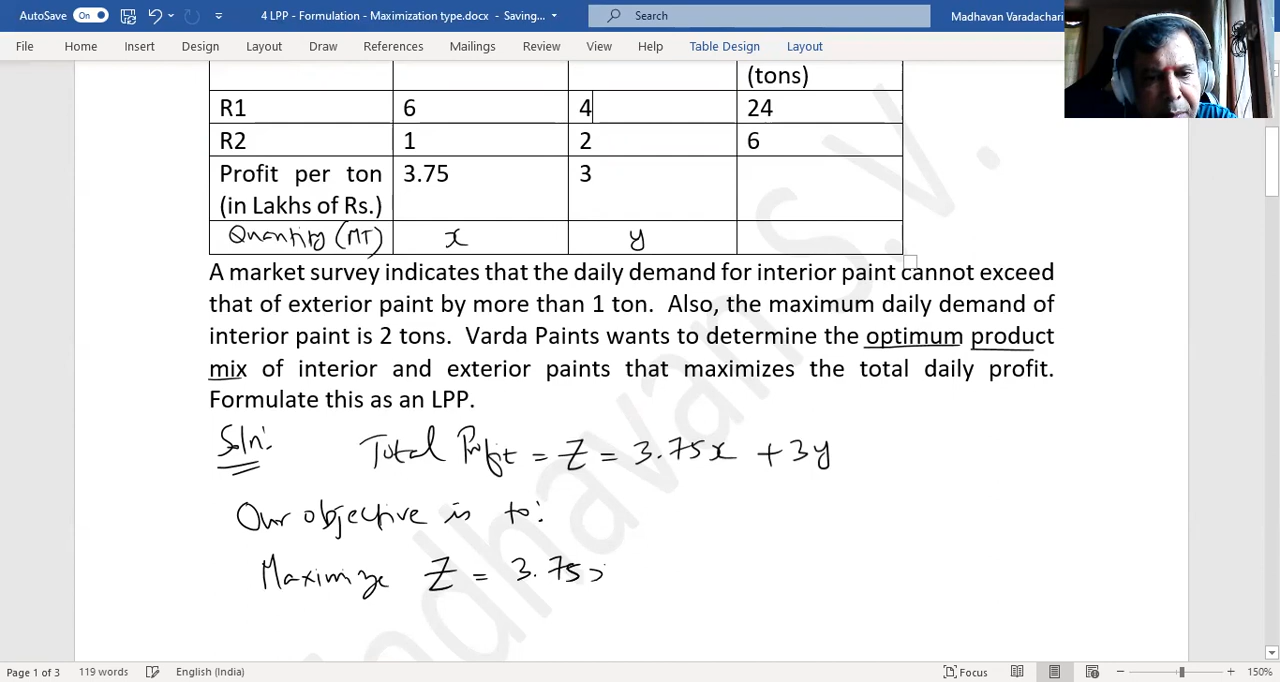 AutoSave On 4 LPP - Formulation - Maximization type.docx - Saving... Search Madhavan Varadachari
File Home Insert Design Layout Draw References Mailings Review View Help Table Design Layout
(tons)
R1 6 4 24
R2 1 2 6
Profit per ton (in Lakhs of Rs.) 3.75 3
Quantity (MT) x y
A market survey indicates that the daily demand for interior paint cannot exceed
that of exterior paint by more than 1 ton. Also, the maximum daily demand of
interior paint is 2 tons. Varda Paints wants to determine the optimum product
mix of interior and exterior paints that maximizes the total daily profit.
Formulate this as an LPP.
Soln: Total Profit = Z = 3.75x + 3y
Our objective is to:
Maximize Z = 3.75
Page 1 of 3 119 words English (India) Focus 150%